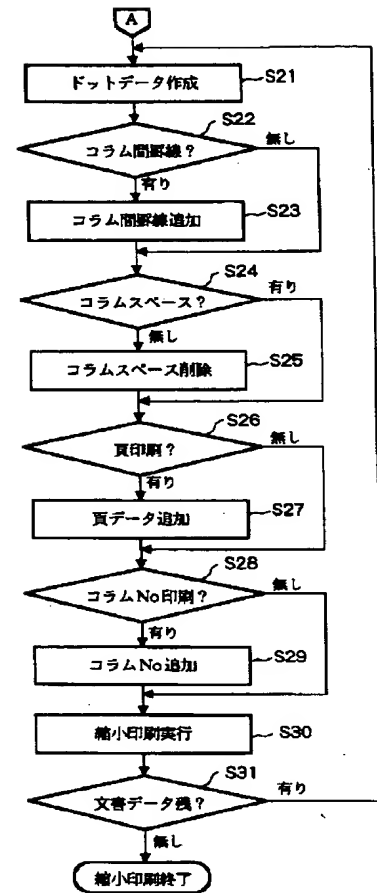 A
ドットデータ作成
S21
S22
コラム間罫線？
無し
有り
コラム間罫線追加
S23
S24
コラムスペース？
有り
無し
コラムスペース削除
S25
S26
頁印刷？
無し
有り
頁データ追加
S27
S28
コラムNo印刷？
無し
有り
コラムNo追加
S29
縮小印刷実行
S30
S31
文書データ残？
有り
無し
縮小印刷終了